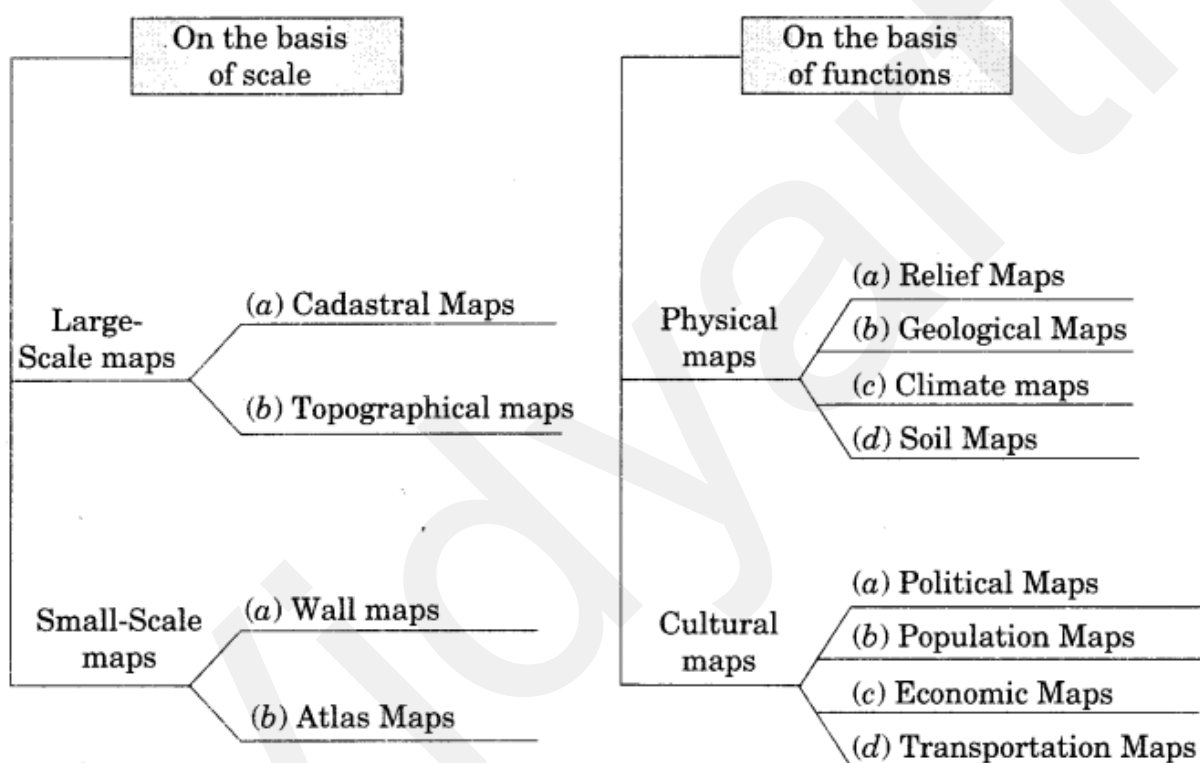 On the basis
of scale
Large-
Scale maps
(a) Cadastral Maps
(b) Topographical maps
Small-Scale
maps
(a) Wall maps
(b) Atlas Maps
On the basis
of functions
Physical
maps
(a) Relief Maps
(b) Geological Maps
(c) Climate maps
(d) Soil Maps
Cultural
maps
(a) Political Maps
(b) Population Maps
(c) Economic Maps
(d) Transportation Maps